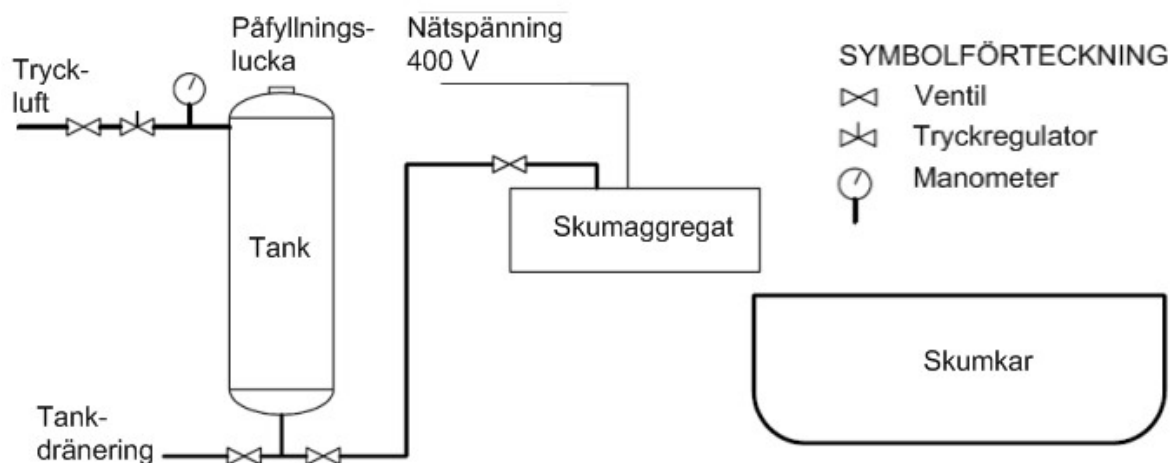 Påfyllnings-
lucka
Nätspänning
400 V
Tryck-
luft
SYMBOLFÖRTECKNING
Ventil
Tryckregulator
Manometer
Tank
Skumaggregat
Skumkar
Tank-
dränering